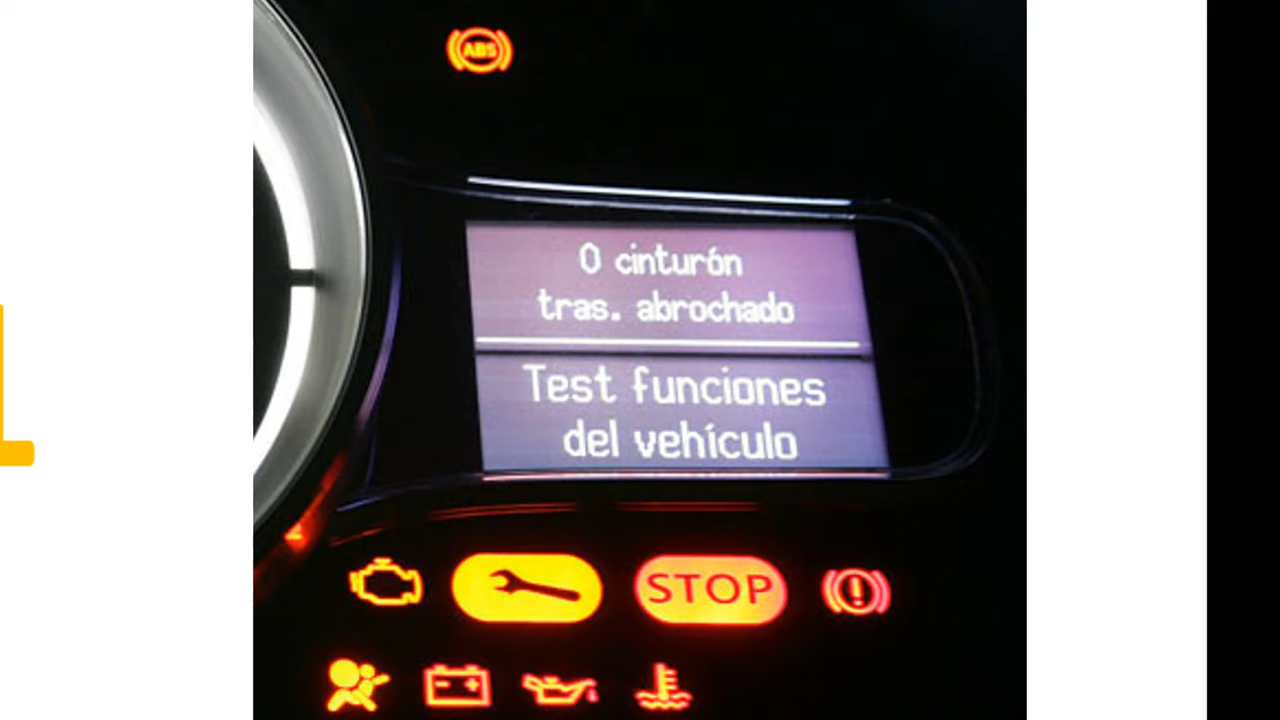 ABS
0 cinturón
tras. abrochado
Test funciones
del vehículo
STOP